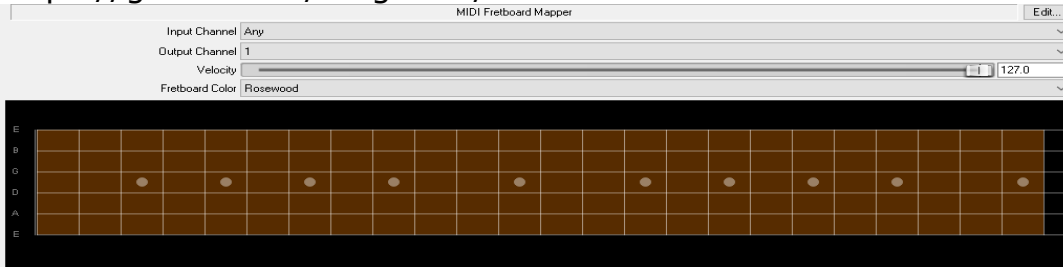 MIDI Fretboard Mapper Edit...
Input Channel Any
Output Channel 1
Velocity 127.0
Fretboard Color Rosewood
E
B
G
D
A
E